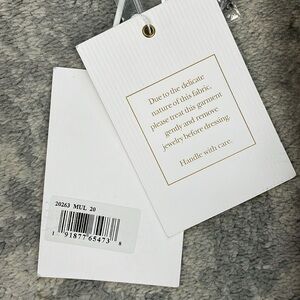 Due to the delicate
nature of this fabric,
please treat this garment
gently and remove
jewelry before dressing.
Handle with care.
20263 MUL 20
1 91877 65473 8